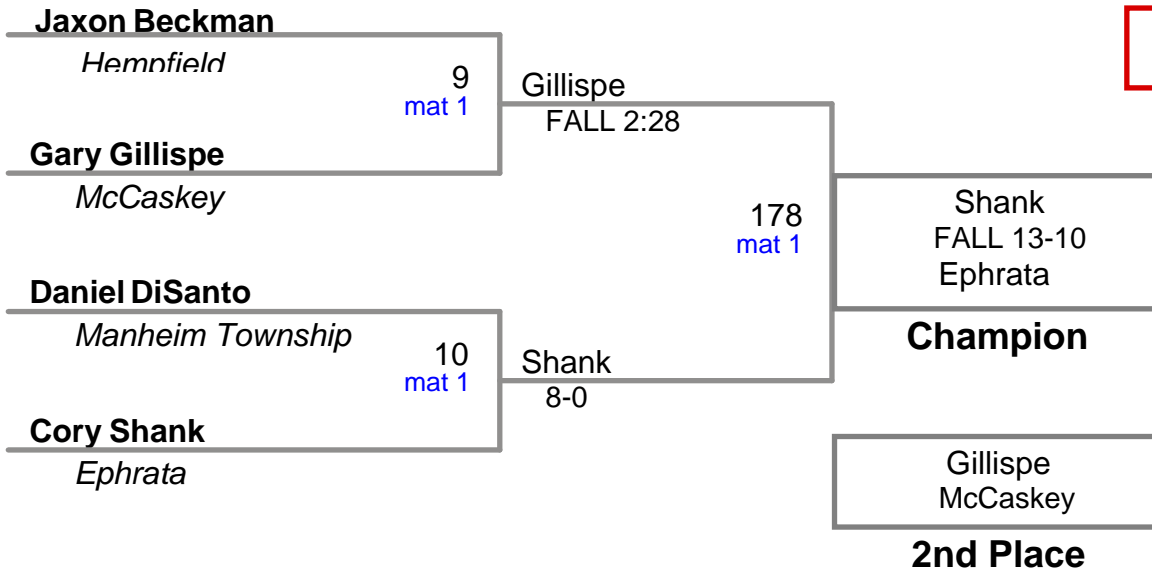 Jaxon Beckman
Hempfield
9
mat 1
Gillispe
FALL 2:28
Gary Gillispe
McCaskey
178
mat 1
Shank
FALL 13-10
Ephrata
Champion
Daniel DiSanto
Manheim Township
10
mat 1
Shank
8-0
Cory Shank
Ephrata
Gillispe
McCaskey
2nd Place